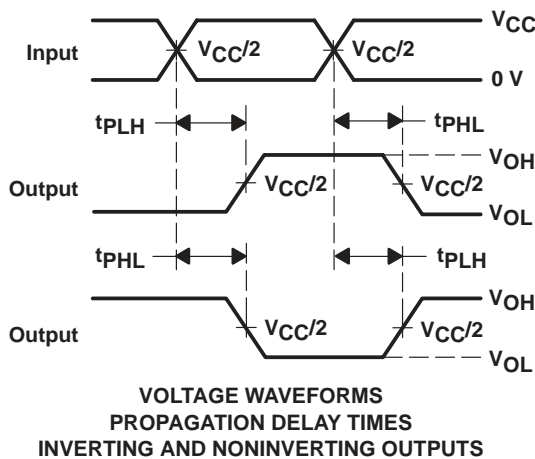 VCC
Input
VCC/2
VCC/2
0 V
tPLH
tPHL
VOH
Output
VCC/2
VCC/2
VOL
tPHL
tPLH
VOH
Output
VCC/2
VCC/2
VOL
VOLTAGE WAVEFORMS
PROPAGATION DELAY TIMES
INVERTING AND NONINVERTING OUTPUTS